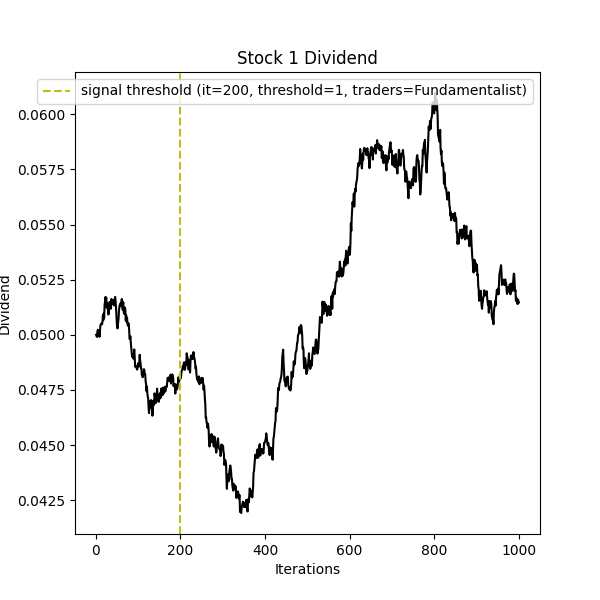 Stock 1 Dividend
signal threshold (it=200, threshold=1, traders=Fundamentalist)
Dividend
0.0600
0.0575
0.0550
0.0525
0.0500
0.0475
0.0450
0.0425
0 200 400 600 800 1000
Iterations